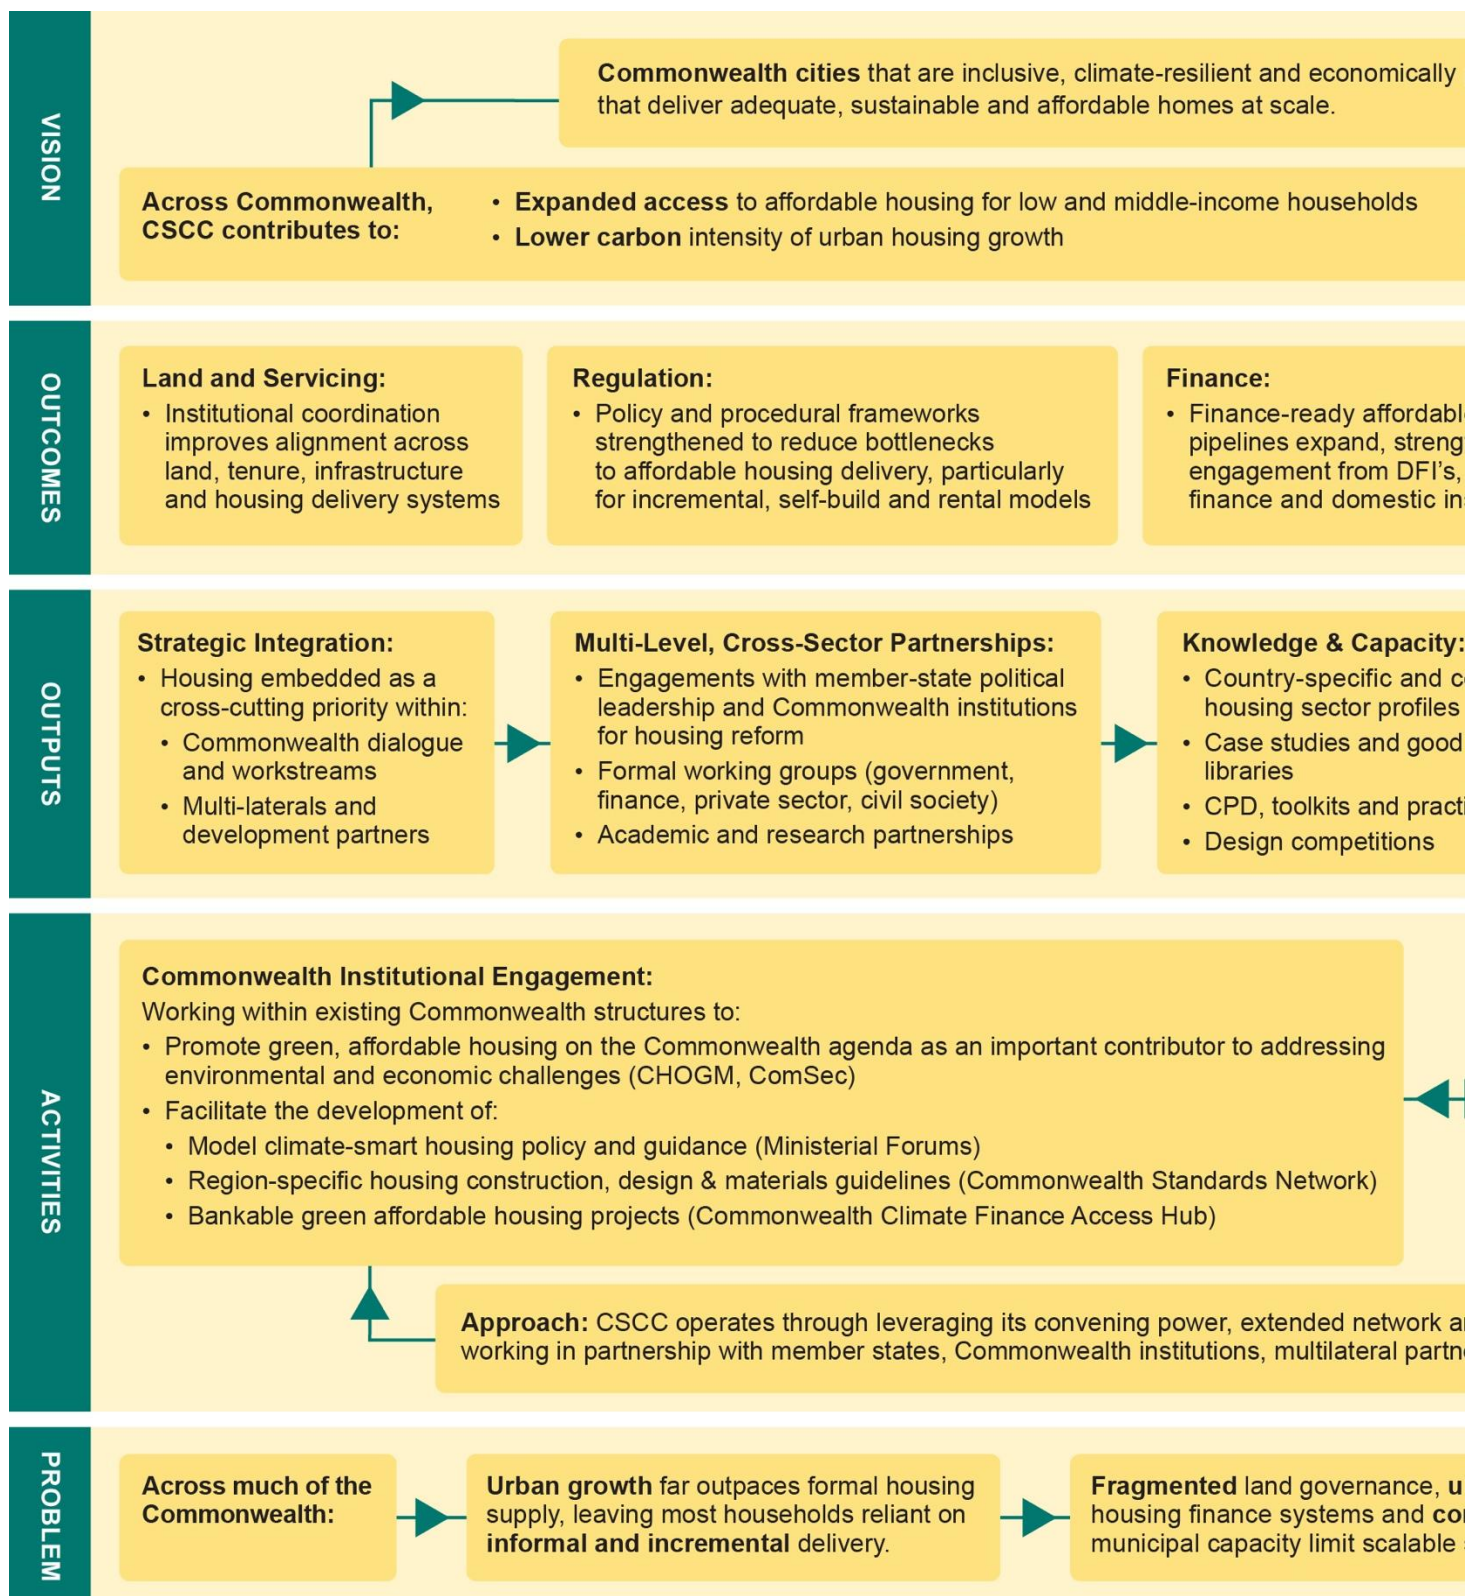 VISION
Commonwealth cities that are inclusive, climate-resilient and economically
that deliver adequate, sustainable and affordable homes at scale.
Across Commonwealth,
CSCC contributes to:
• Expanded access to affordable housing for low and middle-income households
• Lower carbon intensity of urban housing growth
OUTCOMES
Land and Servicing:
• Institutional coordination
improves alignment across
land, tenure, infrastructure
and housing delivery systems
Regulation:
• Policy and procedural frameworks
strengthened to reduce bottlenecks
to affordable housing delivery, particularly
for incremental, self-build and rental models
Finance:
• Finance-ready
pipelines expand,
engagement from DFI's,
finance and domestic
OUTPUTS
Strategic Integration:
• Housing embedded as a
cross-cutting priority within:
• Commonwealth dialogue
and workstreams
• Multi-laterals and
development partners
Multi-Level, Cross-Sector Partnerships:
• Engagements with member-state political
leadership and Commonwealth institutions
for housing reform
• Formal working groups (government,
finance, private sector, civil society)
• Academic and research partnerships
Knowledge & Capacity:
• Country-specific and
housing sector profiles
• Case studies and good
libraries
• CPD, toolkits and
• Design competitions
ACTIVITIES
Commonwealth Institutional Engagement:
Working within existing Commonwealth structures to:
• Promote green, affordable housing on the Commonwealth agenda as an important contributor to addressing
environmental and economic challenges (CHOGM, ComSec)
• Facilitate the development of:
• Model climate-smart housing policy and guidance (Ministerial Forums)
• Region-specific housing construction, design & materials guidelines (Commonwealth Standards Network)
• Bankable green affordable housing projects (Commonwealth Climate Finance Access Hub)
Approach: CSCC operates through leveraging its convening power, extended network
working in partnership with member states, Commonwealth institutions, multilateral
PROBLEM
Across much of the
Commonwealth:
Urban growth far outpaces formal housing
supply, leaving most households reliant on
informal and incremental delivery.
Fragmented land governance,
housing finance systems and
municipal capacity limit scalable